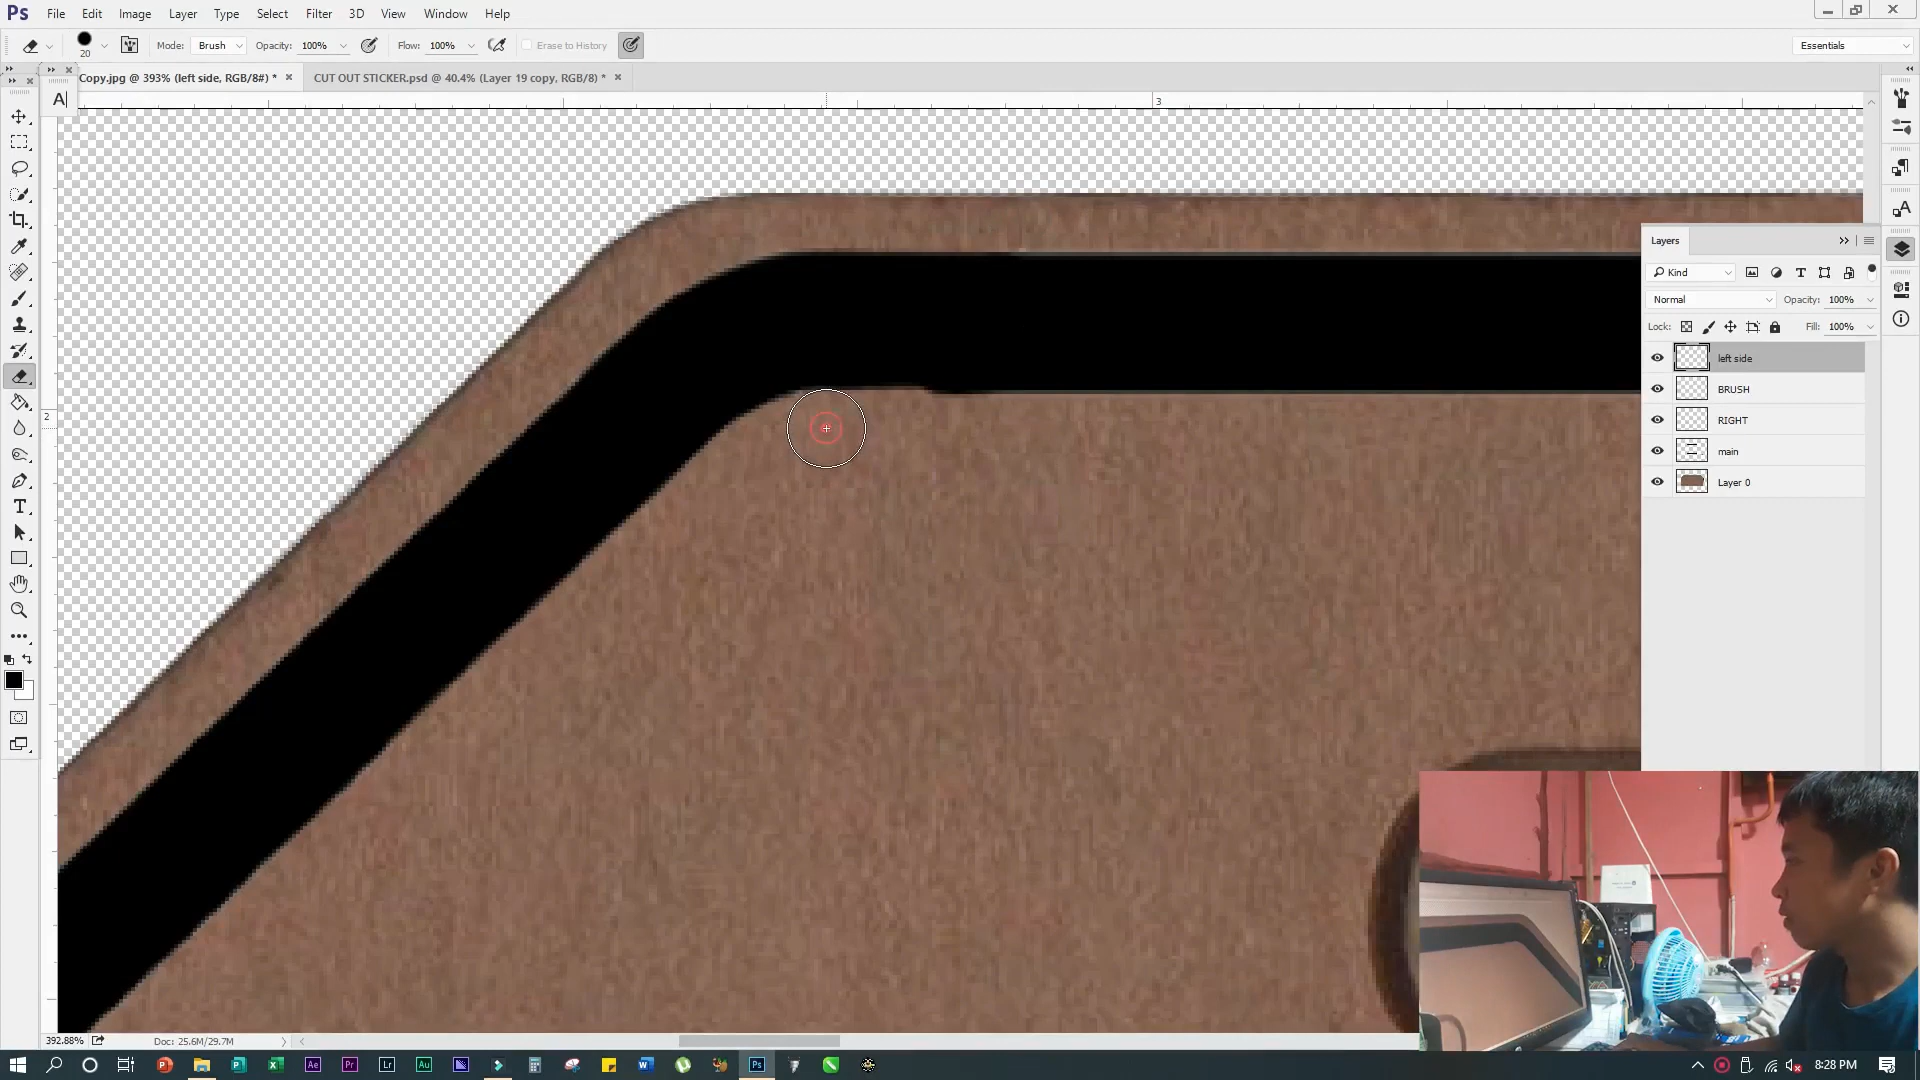 Ps File Edit Image Layer Type Select Filter 3D View Window Help
20 Mode: Brush Opacity: 100% Flow: 100% Erase to History Essentials
Copy.jpg @ 393% (left side, RGB/8#) * CUT OUT STICKER.psd @ 40.4% (Layer 19 copy, RGB/8) *
A
3
2
Layers
Kind
Normal Opacity: 100%
Lock: Fill: 100%
left side
BRUSH
RIGHT
main
Layer 0
392.88% Doc: 25.6M/29.7M
8:28 PM